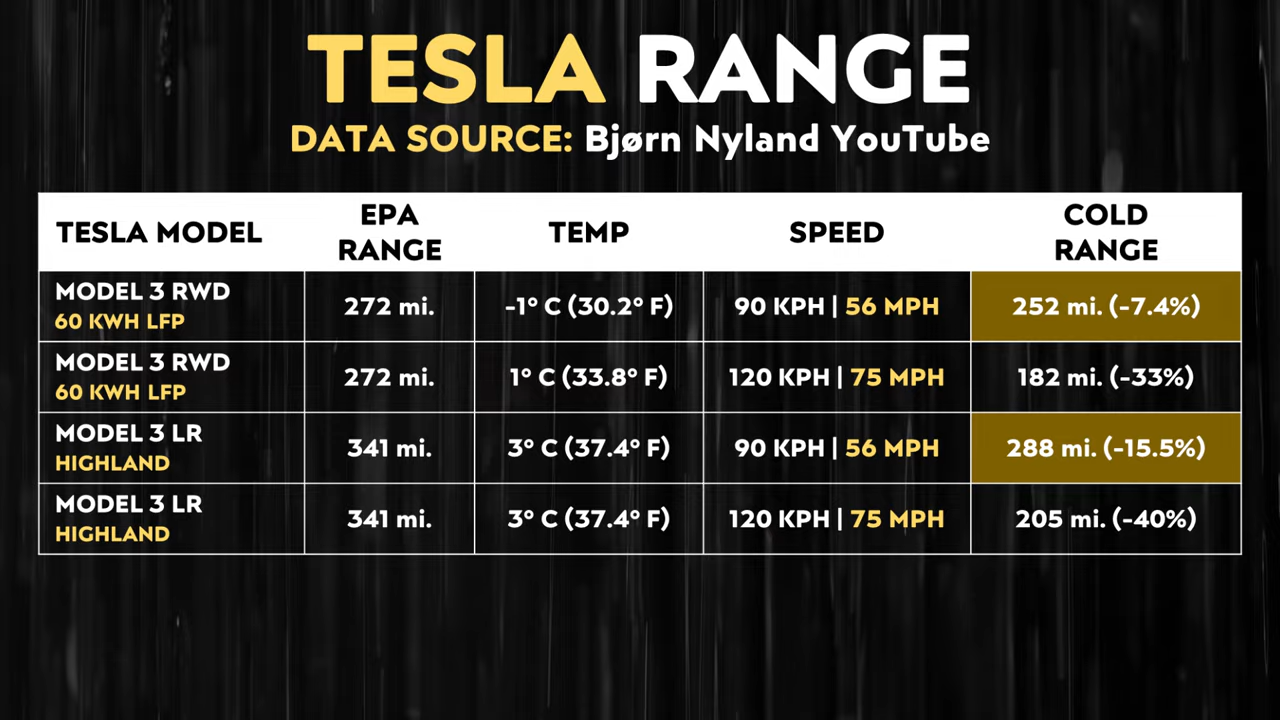 TESLA RANGE
DATA SOURCE: Bjørn Nyland YouTube
TESLA MODEL EPA RANGE TEMP SPEED COLD RANGE
MODEL 3 RWD 60 KWH LFP 272 mi. -1° C (30.2° F) 90 KPH | 56 MPH 252 mi. (-7.4%)
MODEL 3 RWD 60 KWH LFP 272 mi. 1° C (33.8° F) 120 KPH | 75 MPH 182 mi. (-33%)
MODEL 3 LR HIGHLAND 341 mi. 3° C (37.4° F) 90 KPH | 56 MPH 288 mi. (-15.5%)
MODEL 3 LR HIGHLAND 341 mi. 3° C (37.4° F) 120 KPH | 75 MPH 205 mi. (-40%)